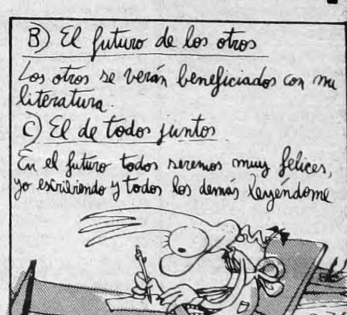 B) El futuro de los otros
Los otros se verán beneficiados con mi
literatura.
C) El de todos juntos
En el futuro todos seremos muy felices,
yo escribiendo y todos los demás leyéndome